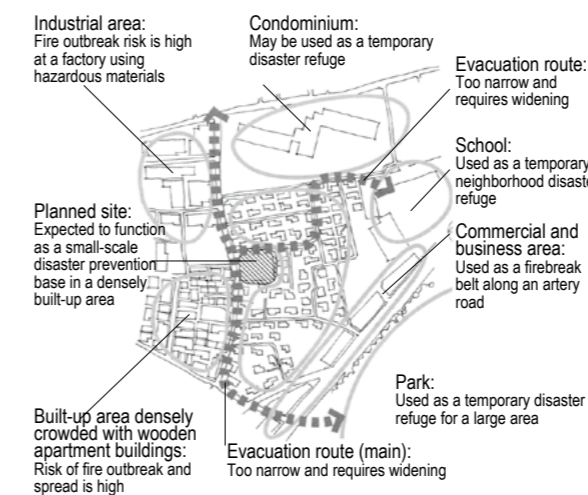 Industrial area:
Fire outbreak risk is high
at a factory using
hazardous materials
Condominium:
May be used as a temporary
disaster refuge
Evacuation route:
Too narrow and
requires widening
School:
Used as a temporary
neighborhood disaste
refuge
Planned site:
Expected to function
as a small-scale
disaster prevention
base in a densely
built-up area
Commercial and
business area:
Used as a firebreak
belt along an artery
road
Park:
Used as a temporary disaster
refuge for a large area
Built-up area densely
crowded with wooden
apartment buildings:
Risk of fire outbreak and
spread is high
Evacuation route (main):
Too narrow and requires widening